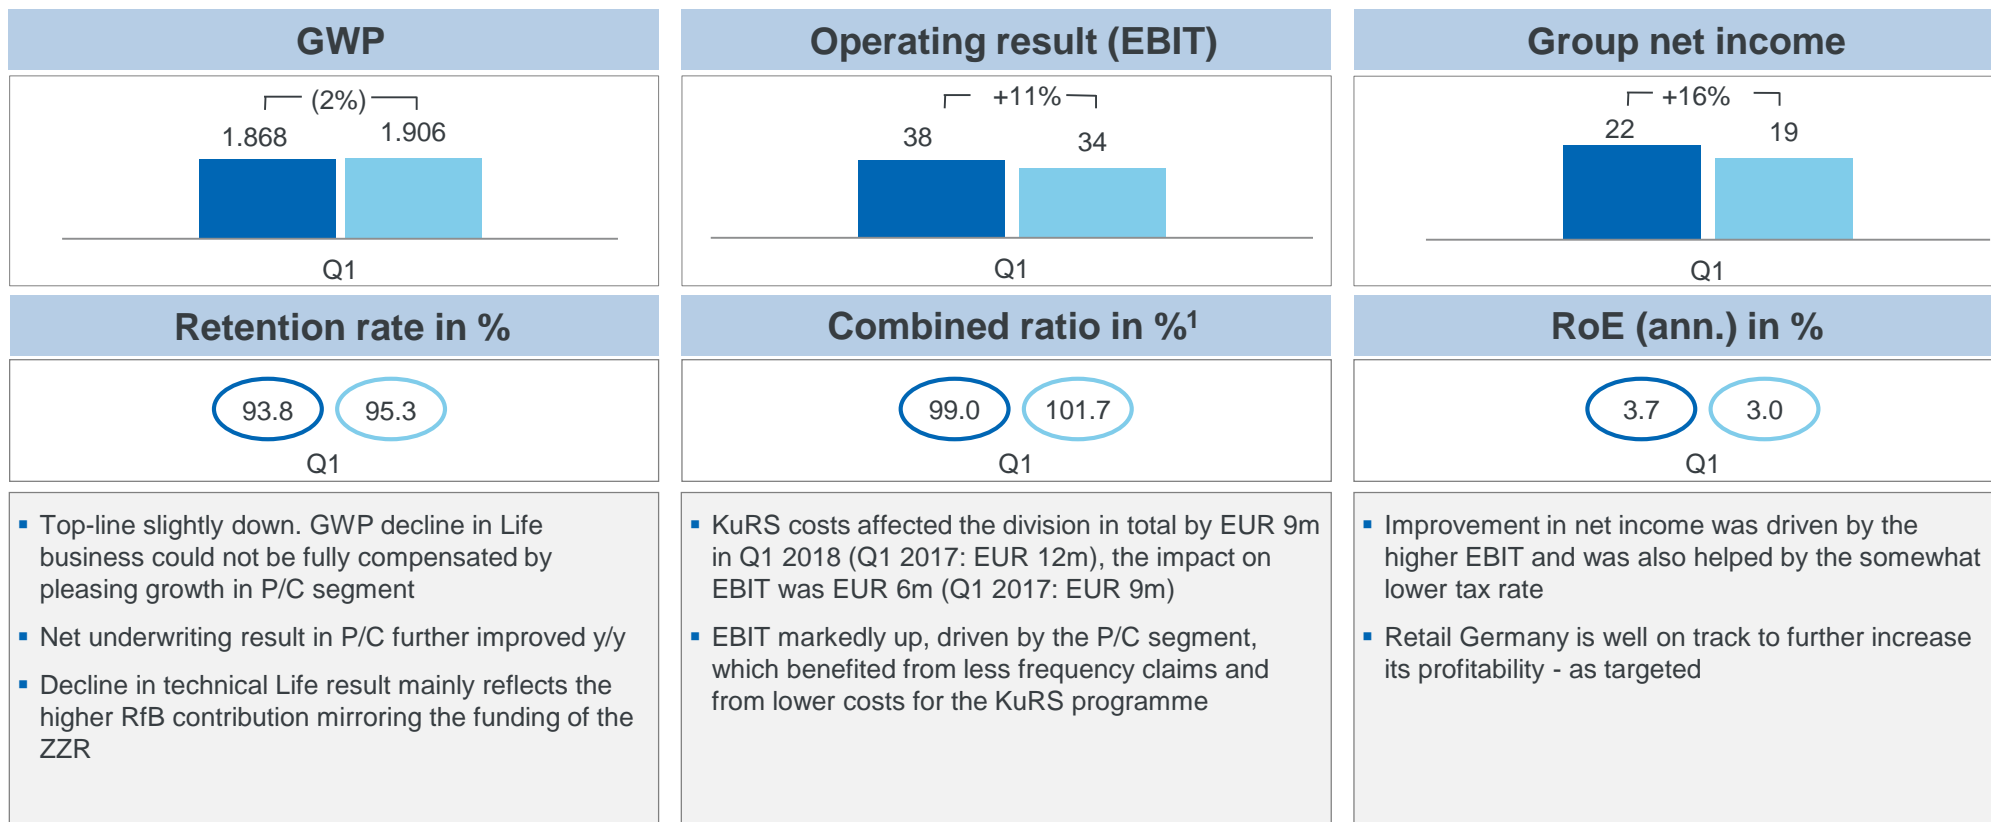 GWP
(2%)
1.868
1.906
Q1
Operating result (EBIT)
+11%
38
34
Q1
Group net income
+16%
22
19
Q1
Retention rate in %
93.8
95.3
Q1
Combined ratio in %¹
99.0
101.7
Q1
RoE (ann.) in %
3.7
3.0
Q1
▪ Top-line slightly down. GWP decline in Life
business could not be fully compensated by
pleasing growth in P/C segment
▪ Net underwriting result in P/C further improved y/y
▪ Decline in technical Life result mainly reflects the
higher RfB contribution mirroring the funding of the
ZZR
▪ KuRS costs affected the division in total by EUR 9m
in Q1 2018 (Q1 2017: EUR 12m), the impact on
EBIT was EUR 6m (Q1 2017: EUR 9m)
▪ EBIT markedly up, driven by the P/C segment,
which benefited from less frequency claims and
from lower costs for the KuRS programme
▪ Improvement in net income was driven by the
higher EBIT and was also helped by the somewhat
lower tax rate
▪ Retail Germany is well on track to further increase
its profitability - as targeted